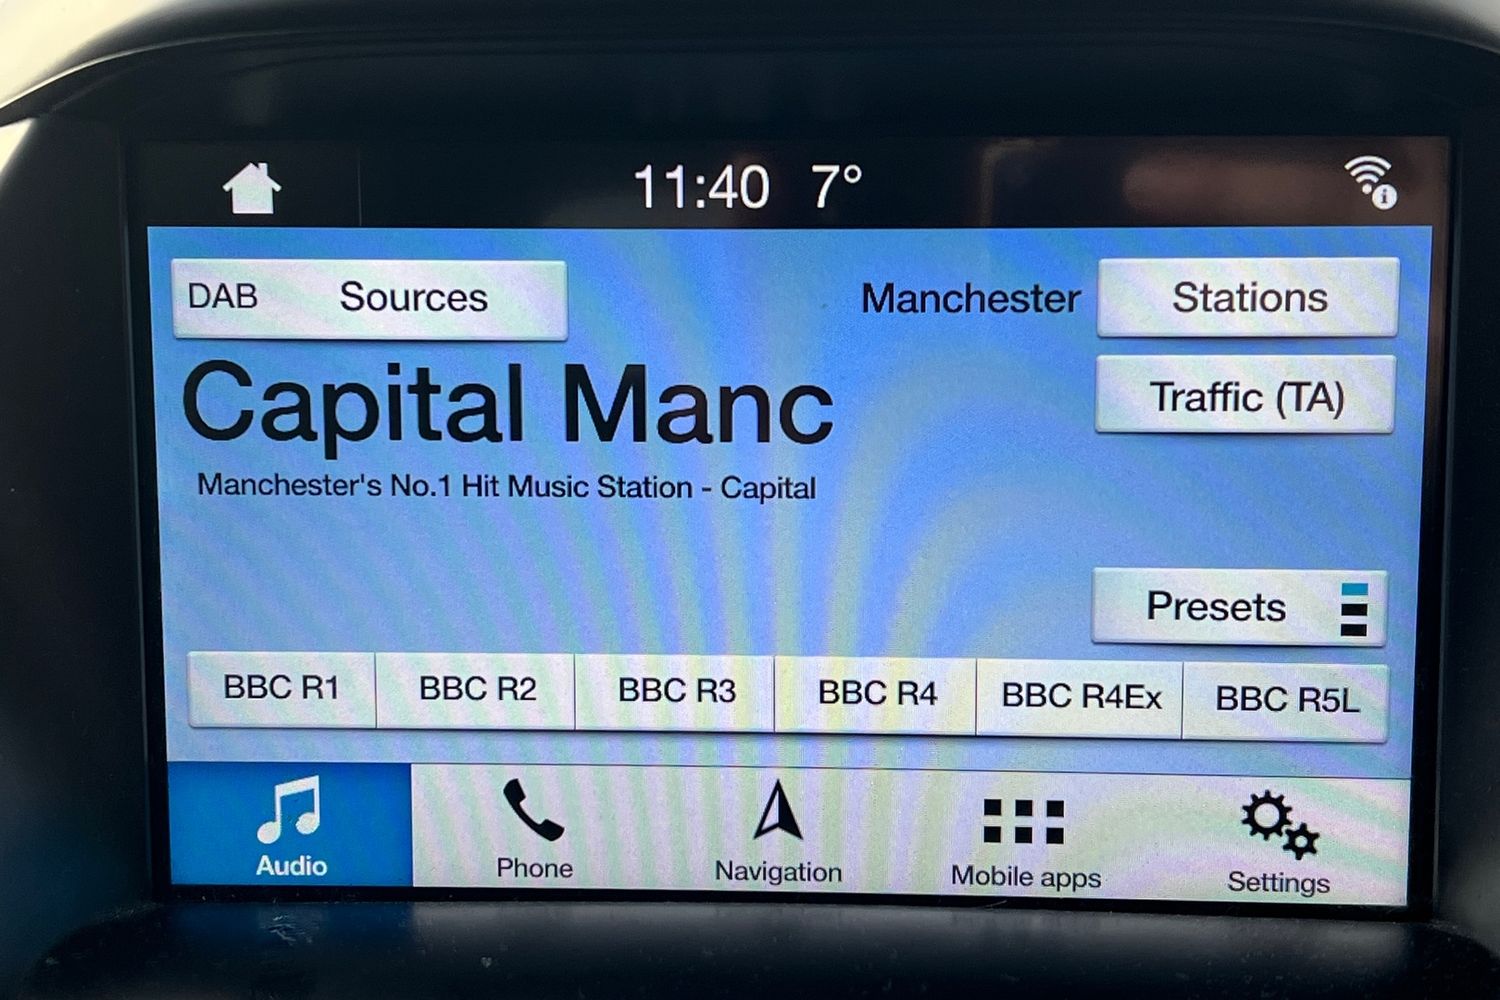 11:40 7°
DAB Sources
Manchester Stations
Capital Manc
Traffic (TA)
Manchester's No.1 Hit Music Station - Capital
Presets
BBC R1 BBC R2 BBC R3 BBC R4 BBC R4Ex BBC R5L
Audio Phone Navigation Mobile apps Settings